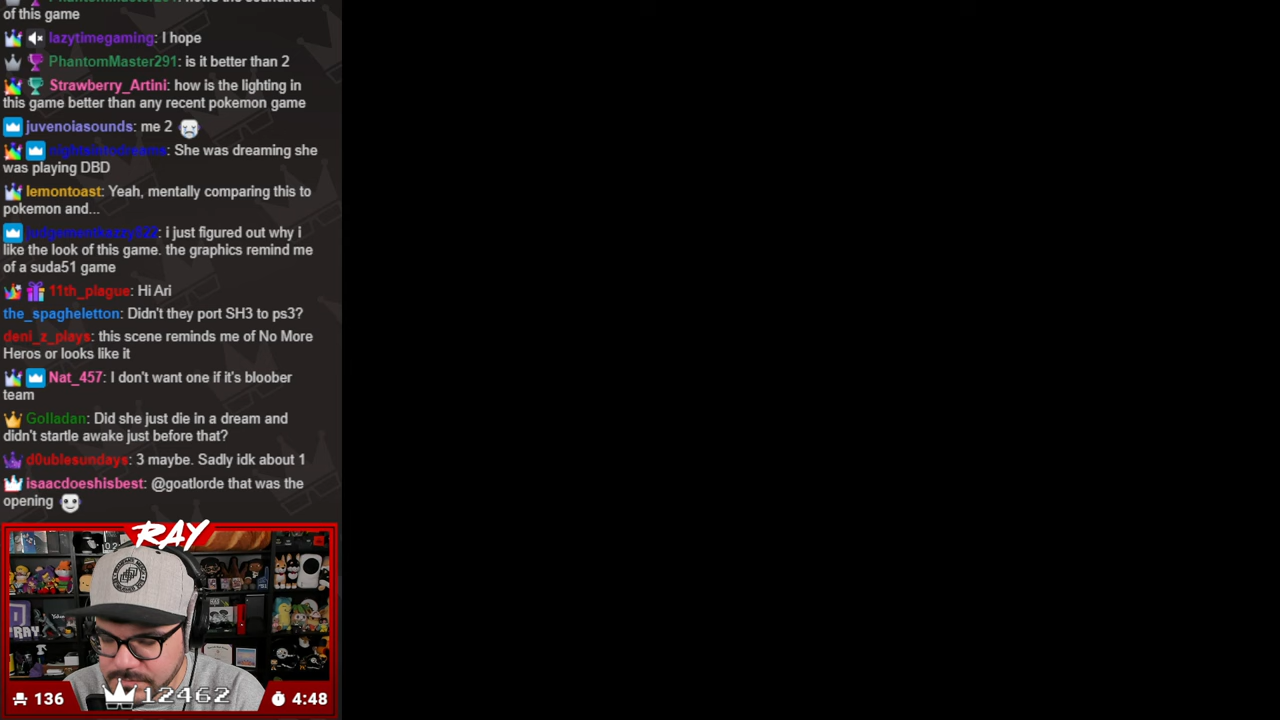 of this game
lazytimegaming: I hope
PhantomMaster291: is it better than 2
Strawberry_Artini: how is the lighting in
this game better than any recent pokemon game
juvenoiasounds: me 2
nightsintodreams: She was dreaming she
was playing DBD
lemontoast: Yeah, mentally comparing this to
pokemon and...
judgementkazzy322: i just figured out why i
like the look of this game. the graphics remind me
of a suda51 game
11th_plague: Hi Ari
the_spagheletton: Didn't they port SH3 to ps3?
deni_z_plays: this scene reminds me of No More
Heros or looks like it
Nat_457: I don't want one if it's bloober
team
Golladan: Did she just die in a dream and
didn't startle awake just before that?
d0ublesundays: 3 maybe. Sadly idk about 1
isaacdoeshisbest: @goatlorde that was the
opening
RAY
136
12462
4:48